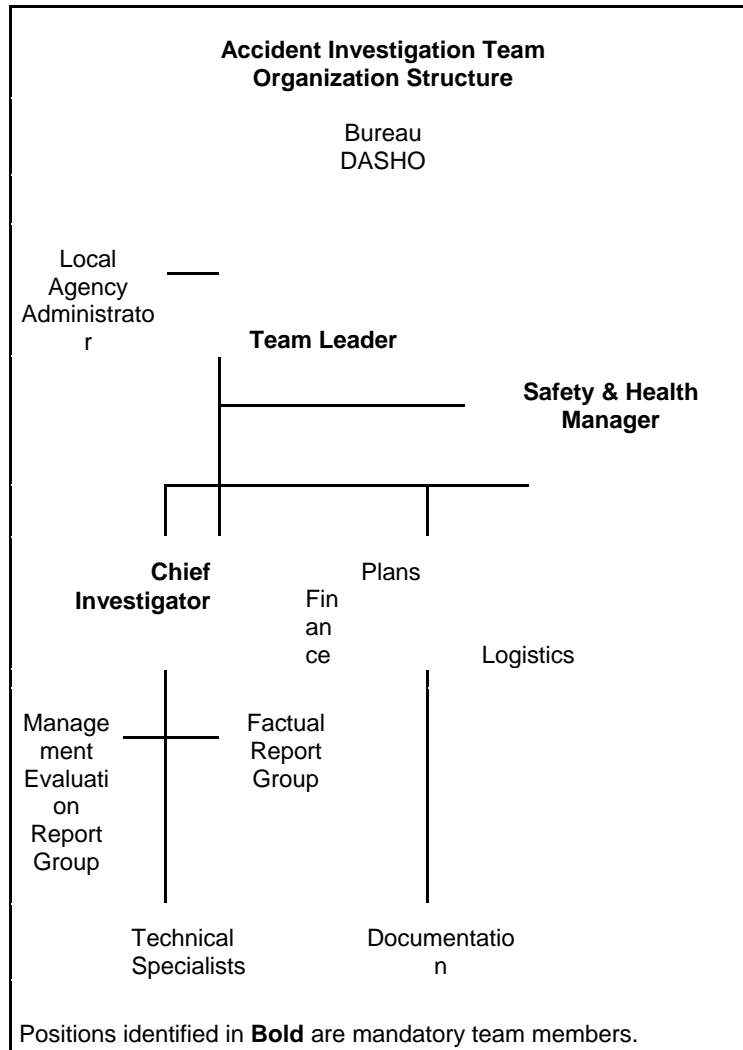 Accident Investigation Team
Organization Structure
Bureau
DASHO
Local
Agency
Administrato
r
Team Leader
Safety & Health
Manager
Chief
Investigator
Plans
Fin
an
ce
Logistics
Manage
ment
Evaluati
on
Report
Group
Factual
Report
Group
Technical
Specialists
Documentatio
n
Positions identified in Bold are mandatory team members.